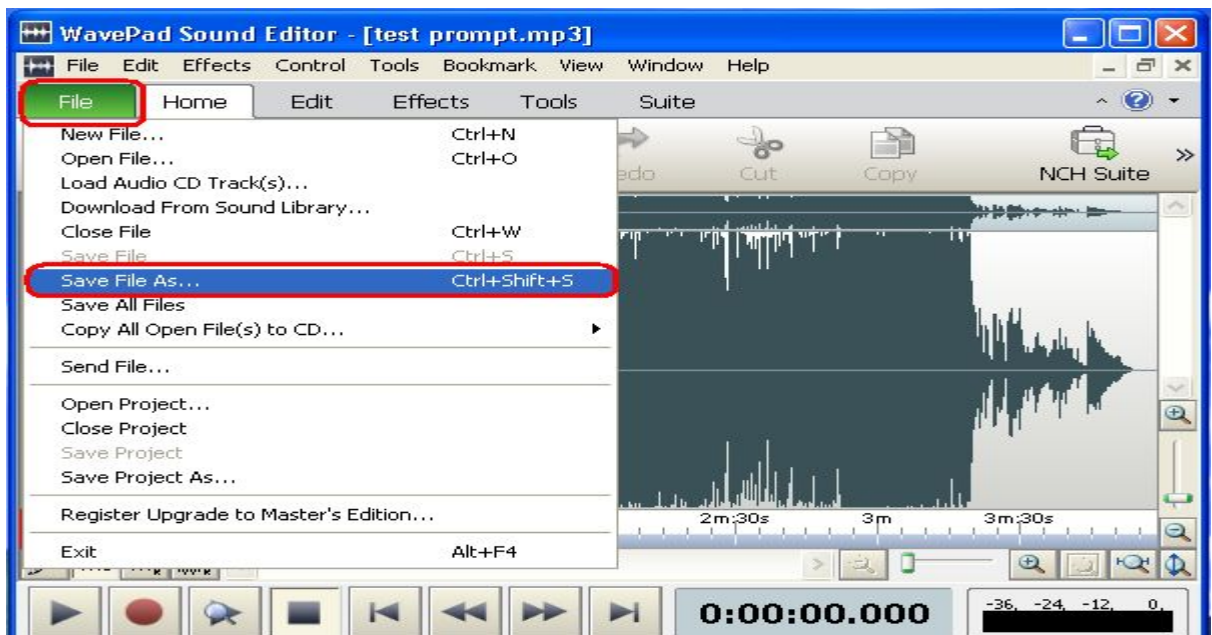 WavePad Sound Editor - [test prompt.mp3]
File Edit Effects Control Tools Bookmark View Window Help
File Home Edit Effects Tools Suite
New File... Ctrl+N
Open File... Ctrl+O
Load Audio CD Track(s)...
Download From Sound Library...
Close File Ctrl+W
Save File Ctrl+S
Save File As... Ctrl+Shift+S
Save All Files
Copy All Open File(s) to CD...
Send File...
Open Project...
Close Project
Save Project
Save Project As...
Register Upgrade to Master's Edition...
Exit Alt+F4
edo Cut Copy NCH Suite
2m:30s 3m 3m:30s
0:00:00.000
-36, -24, -12, 0,